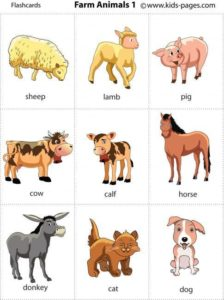 Flashcards Farm Animals 1 www.kids-pages.com
sheep lamb pig
cow calf horse
donkey cat dog